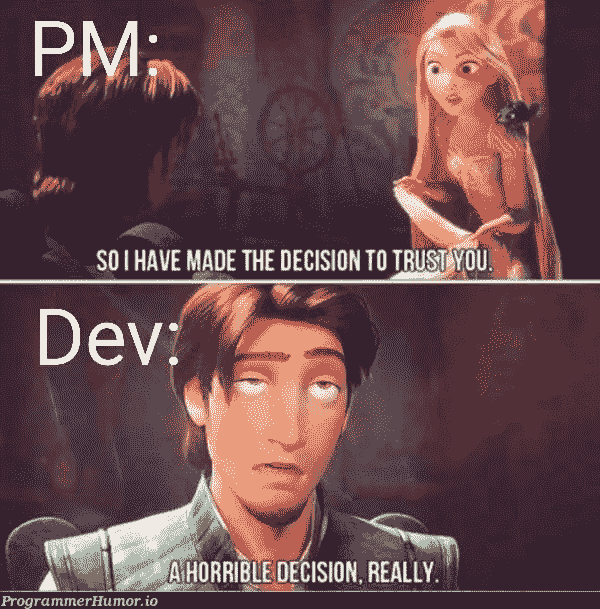 PM:
SO I HAVE MADE THE DECISION TO TRUST YOU.
Dev:
A HORRIBLE DECISION, REALLY.
ProgrammerHumor.io